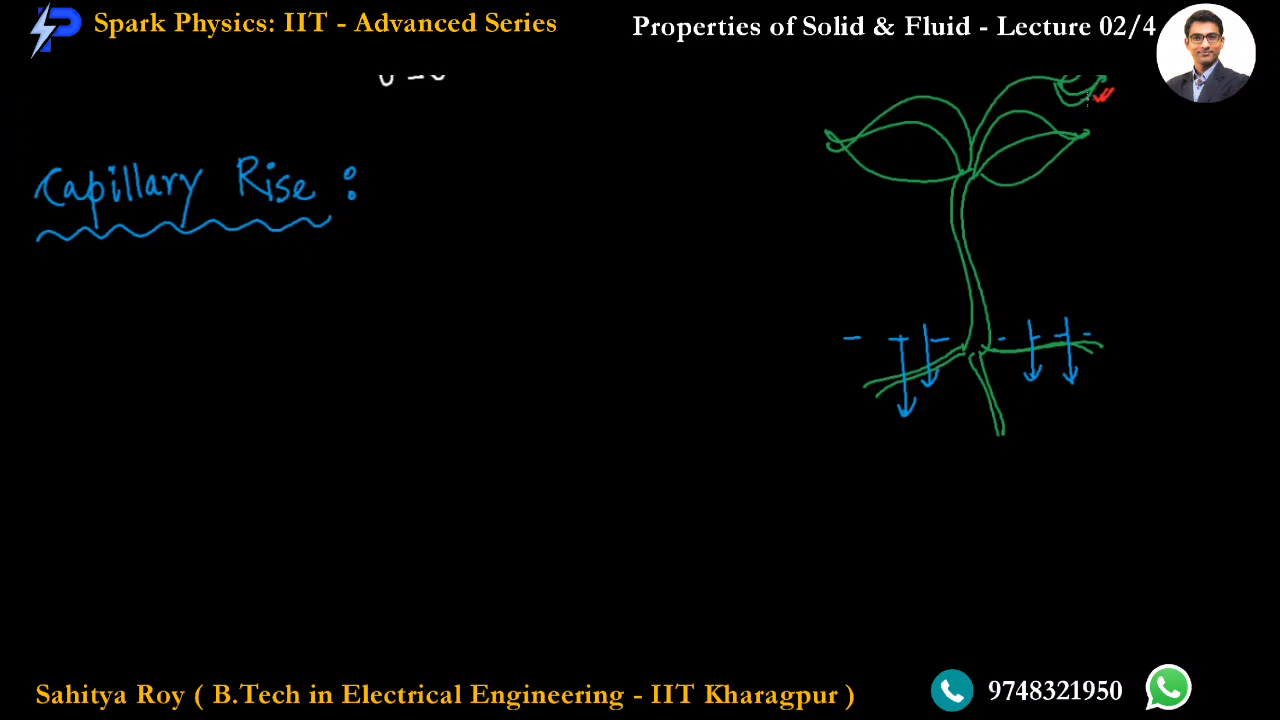 Spark Physics: IIT - Advanced Series
Properties of Solid & Fluid - Lecture 02/4
Capillary Rise :
Sahitya Roy ( B.Tech in Electrical Engineering - IIT Kharagpur )
9748321950